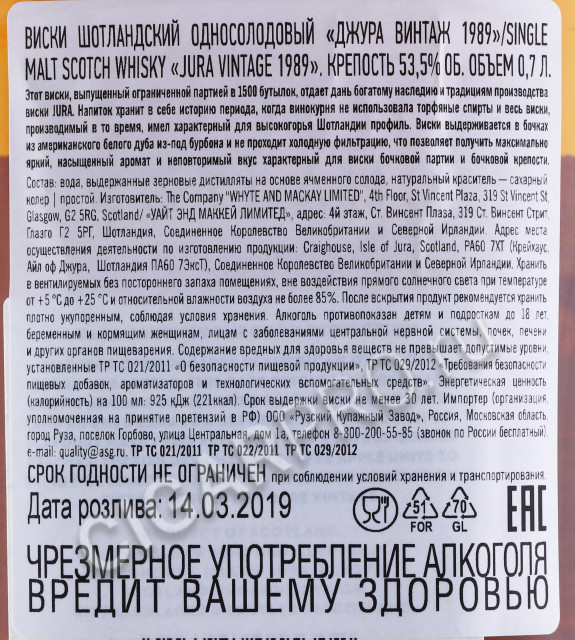 ВИСКИ ШОТЛАНДСКИЙ ОДНОСОЛОДОВЫЙ «ДЖУРА ВИНТАЖ 1989»/SINGLE
MALT SCOTCH WHISKY «JURA VINTAGE 1989». КРЕПОСТЬ 53,5% ОБ. ОБЪЕМ 0,7 Л.
Этот виски, выпущенный ограниченной партией в 1500 бутылок, отдает дань богатому наследию и традициям производства
виски JURA. Напиток хранит в себе историю периода, когда винокурня не использовала торфяные спирты и весь виски,
производимый в то время, имел характерный для высокогорья Шотландии профиль. Виски выдерживается в бочках
из американского белого дуба из-под бурбона и не проходит холодную фильтрацию, что позволяет получить максимально
яркий, насыщенный аромат и неповторимый вкус характерный для виски бочковой партии и бочковой крепости.
Состав: вода, выдержанные зерновые дистилляты на основе ячменного солода, натуральный краситель – сахарный
колер | простой. Изготовитель: The Company "WHYTE AND MACKAY LIMITED", 4th Floor, St Vincent Plaza, 319 St Vincent St,
Glasgow, G2 5RG, Scotland/ «УАЙТ ЭНД МАККЕЙ ЛИМИТЕД», адрес: 4й этаж, Ст. Винсент Плаза, 319 Ст. Винсент Стрит,
Глазго Г2 5РГ, Шотландия, Соединенное Королевство Великобритании и Северной Ирландии. Адрес места
осуществления деятельности по изготовлению продукции: Craighouse, Isle of Jura, Scotland, PA60 7XT (Крейхаус,
Айл оф Джура, Шотландия ПА60 7ЭксТ), Соединенное Королевство Великобритании и Северной Ирландии. Хранить
в вентилируемых без постороннего запаха помещениях, вне воздействия прямого солнечного света при температуре
от +5 °С до +25 °С и относительной влажности воздуха не более 85%. После вскрытия продукт рекомендуется хранить
плотно укупоренным, соблюдая условия хранения. Алкоголь противопоказан детям и подросткам до 18 лет,
беременным и кормящим женщинам, лицам с заболеваниями центральной нервной системы, почек, печени
и других органов пищеварения. Содержание вредных для здоровья веществ не превышает допустимые уровни,
установленные ТР ТС 021/2011 «О безопасности пищевой продукции», ТР ТС 029/2012 «Требования безопасности
пищевых добавок, ароматизаторов и технологических вспомогательных средств». Энергетическая ценность
(калорийность) на 100 мл: 925 кДж (221ккал). Срок выдержки виски не менее 30 лет. Импортер (организация,
уполномоченная на принятие претензий в РФ) ООО «Рузский Купажный Завод», Россия, Московская область,
город Руза, поселок Горбово, улица Центральная, дом 1а, телефон 8-800-200-55-85 (звонок по России бесплатный).
e-mail: quality@asg.ru. ТР ТС 021/2011 ТР ТС 022/2011 ТР ТС 029/2012
СРОК ГОДНОСТИ НЕ ОГРАНИЧЕН при соблюдении условий хранения и транспортирования.
Дата розлива: 14.03.2019
51 FOR
70 GL
EAC
ЧРЕЗМЕРНОЕ УПОТРЕБЛЕНИЕ АЛКОГОЛЯ
ВРЕДИТ ВАШЕМУ ЗДОРОВЬЮ
CIGARPRO.RU